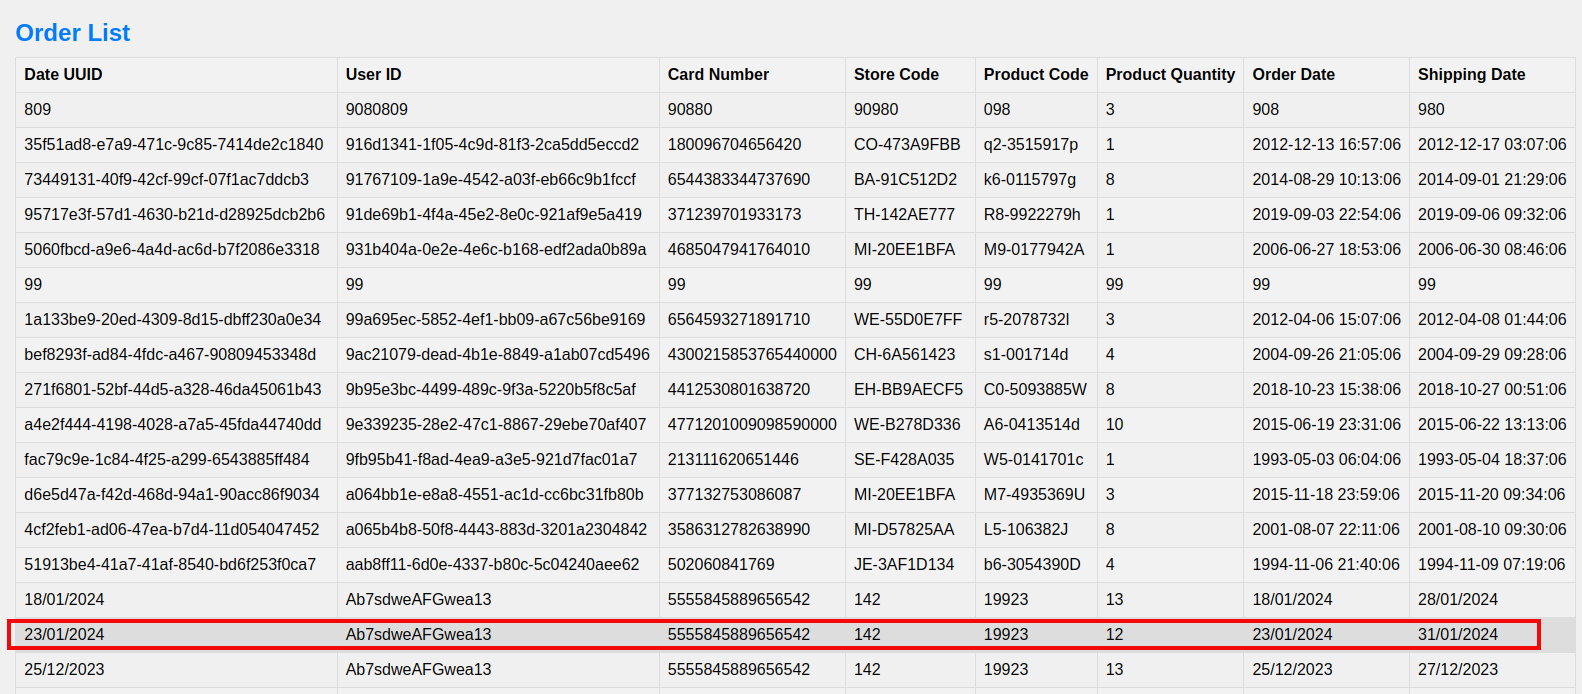 Order List
Date UUID User ID Card Number Store Code Product Code Product Quantity Order Date Shipping Date
809 9080809 90880 90980 098 3 908 980
35f51ad8-e7a9-471c-9c85-7414de2c1840 916d1341-1f05-4c9d-81f3-2ca5dd5eccd2 180096704656420 CO-473A9FBB q2-3515917p 1 2012-12-13 16:57:06 2012-12-17 03:07:06
73449131-40f9-42cf-99cf-07f1ac7ddcb3 91767109-1a9e-4542-a03f-eb66c9b1fccf 6544383344737690 BA-91C512D2 k6-0115797g 8 2014-08-29 10:13:06 2014-09-01 21:29:06
95717e3f-57d1-4630-b21d-d28925dcb2b6 91de69b1-4f4a-45e2-8e0c-921af9e5a419 371239701933173 TH-142AE777 R8-9922279h 1 2019-09-03 22:54:06 2019-09-06 09:32:06
5060fbcd-a9e6-4a4d-ac6d-b7f2086e3318 931b404a-0e2e-4e6c-b168-edf2ada0b89a 4685047941764010 MI-20EE1BFA M9-0177942A 1 2006-06-27 18:53:06 2006-06-30 08:46:06
99 99 99 99 99 99 99 99
1a133be9-20ed-4309-8d15-dbff230a0e34 99a695ec-5852-4ef1-bb09-a67c56be9169 6564593271891710 WE-55D0E7FF r5-2078732l 3 2012-04-06 15:07:06 2012-04-08 01:44:06
bef8293f-ad84-4fdc-a467-90809453348d 9ac21079-dead-4b1e-8849-a1ab07cd5496 4300215853765440000 CH-6A561423 s1-001714d 4 2004-09-26 21:05:06 2004-09-29 09:28:06
271f6801-52bf-44d5-a328-46da45061b43 9b95e3bc-4499-489c-9f3a-5220b5f8c5af 4412530801638720 EH-BB9AECF5 C0-5093885W 8 2018-10-23 15:38:06 2018-10-27 00:51:06
a4e2f444-4198-4028-a7a5-45fda44740dd 9e339235-28e2-47c1-8867-29ebe70af407 4771201009098590000 WE-B278D336 A6-0413514d 10 2015-06-19 23:31:06 2015-06-22 13:13:06
fac79c9e-1c84-4f25-a299-6543885ff484 9fb95b41-f8ad-4ea9-a3e5-921d7fac01a7 213111620651446 SE-F428A035 W5-0141701c 1 1993-05-03 06:04:06 1993-05-04 18:37:06
d6e5d47a-f42d-468d-94a1-90acc86f9034 a064bb1e-e8a8-4551-ac1d-cc6bc31fb80b 377132753086087 MI-20EE1BFA M7-4935369U 3 2015-11-18 23:59:06 2015-11-20 09:34:06
4cf2feb1-ad06-47ea-b7d4-11d054047452 a065b4b8-50f8-4443-883d-3201a2304842 3586312782638990 MI-D57825AA L5-106382J 8 2001-08-07 22:11:06 2001-08-10 09:30:06
51913be4-41a7-41af-8540-bd6f253f0ca7 aab8ff11-6d0e-4337-b80c-5c04240aee62 502060841769 JE-3AF1D134 b6-3054390D 4 1994-11-06 21:40:06 1994-11-09 07:19:06
18/01/2024 Ab7sdweAFGwea13 5555845889656542 142 19923 13 18/01/2024 28/01/2024
23/01/2024 Ab7sdweAFGwea13 5555845889656542 142 19923 12 23/01/2024 31/01/2024
25/12/2023 Ab7sdweAFGwea13 5555845889656542 142 19923 13 25/12/2023 27/12/2023